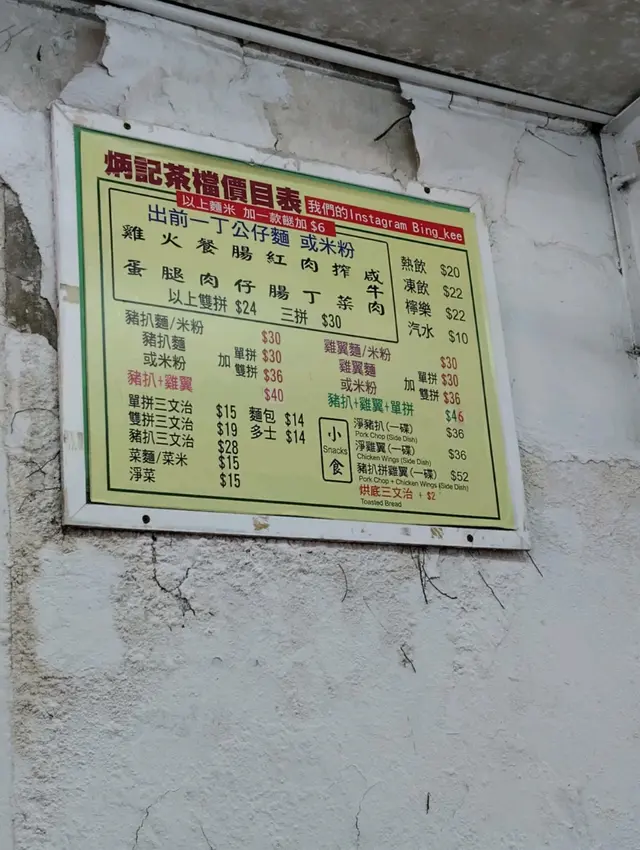 炳記茶檔價目表
我們的Instagram Bing_kee
以上麵米 加一款餸加 $6
出前一丁公仔麵 或米粉
雞 火 餐 腸 紅 肉 搾 咸
蛋 腿 肉 仔 腸 丁 菜 牛肉
以上雙拼 $24 三拼 $30
熱飲 $20
凍飲 $22
檸樂 $22
汽水 $10
豬扒麵/米粉 $30
豬扒麵
或米粉
加 單拼 $30
雙拼 $36
豬扒+雞翼 $40
雞翼麵/米粉 $30
雞翼麵
或米粉
加 單拼 $30
雙拼 $36
豬扒+雞翼+單拼 $46
單拼三文治 $15
雙拼三文治 $19
豬扒三文治 $28
菜麵/菜米 $15
淨菜 $15
麵包 $14
多士 $14
小
Snacks
食
淨豬扒(一碟) $36
Pork Chop (Side Dish)
淨雞翼(一碟) $36
Chicken Wings (Side Dish)
豬扒拼雞翼(一碟) $52
Pork Chop + Chicken Wings (Side Dish)
烘底三文治 + $2
Toasted Bread